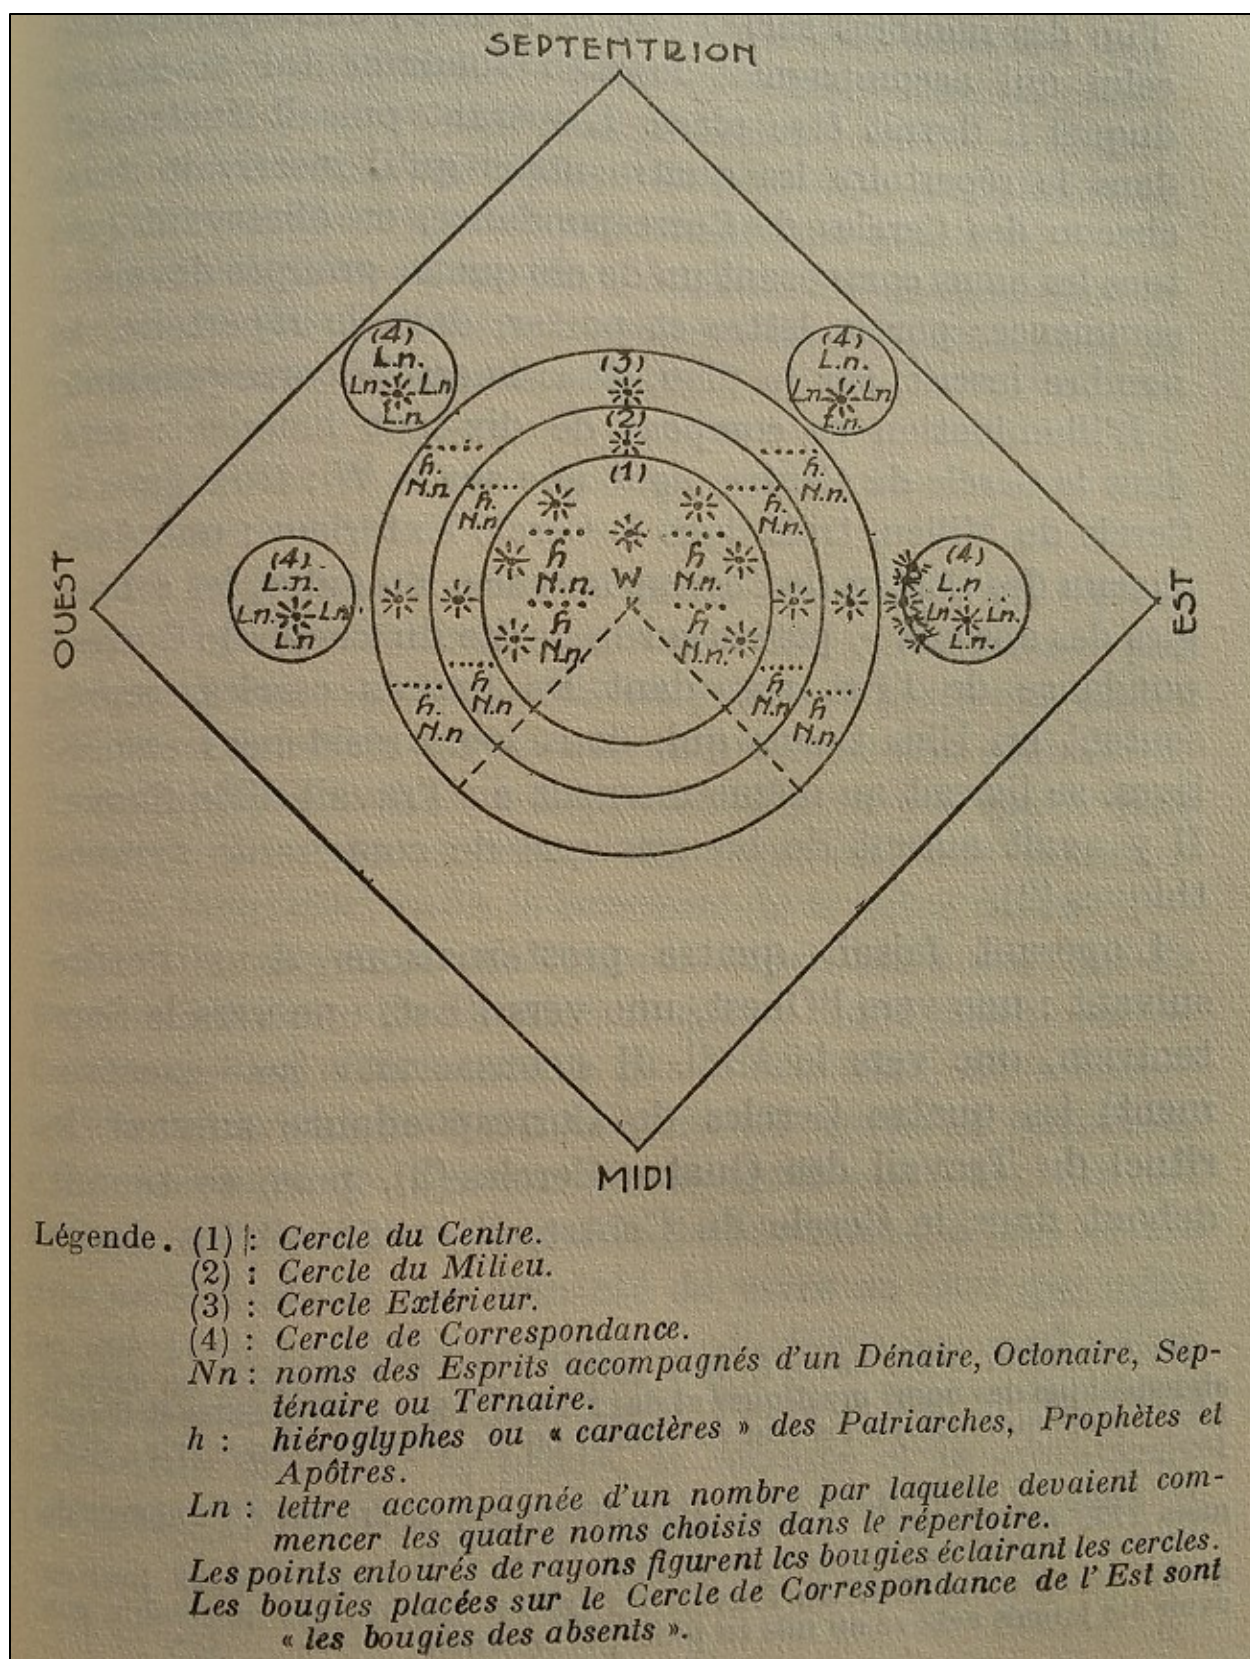 SEPTENTRION
(4)
L.n.
Ln Ln
L.n
(4)
L.n.
Ln Ln
L.n.
(3)
(2)
(1)
h.
N.n
h.
N.n.
h.
N.n
h.
N.n.
h
N.n.
W
h
N.n.
h
N.n
h
N.n.
OUEST
(4).
L.n.
Ln. Ln
Ln
(4)
L.n
Ln Ln.
L.n.
EST
h
N.n
h
N.n
h.
N.n
h
N.n.
MIDI
Légende. (1) : Cercle du Centre.
(2) : Cercle du Milieu.
(3) : Cercle Extérieur.
(4) : Cercle de Correspondance.
Nn : noms des Esprits accompagnés d'un Dénaire, Octonaire, Sep-
ténaire ou Ternaire.
h : hiéroglyphes ou « caractères » des Patriarches, Prophètes et
Apôtres.
Ln : lettre accompagnée d'un nombre par laquelle devaient com-
mencer les quatre noms choisis dans le répertoire.
Les points entourés de rayons figurent les bougies éclairant les cercles.
Les bougies placées sur le Cercle de Correspondance de l'Est sont
« les bougies des absents ».